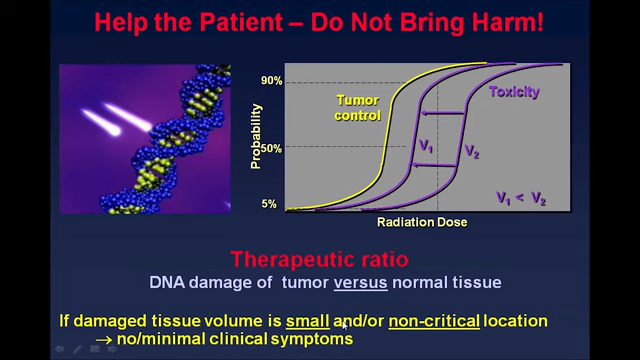 Help the Patient – Do Not Bring Harm!
90%
Tumor
control
Toxicity
Probability
50%
V1
V2
5%
V1 < V2
Radiation Dose
Therapeutic ratio
DNA damage of tumor versus normal tissue
If damaged tissue volume is small and/or non-critical location
→ no/minimal clinical symptoms